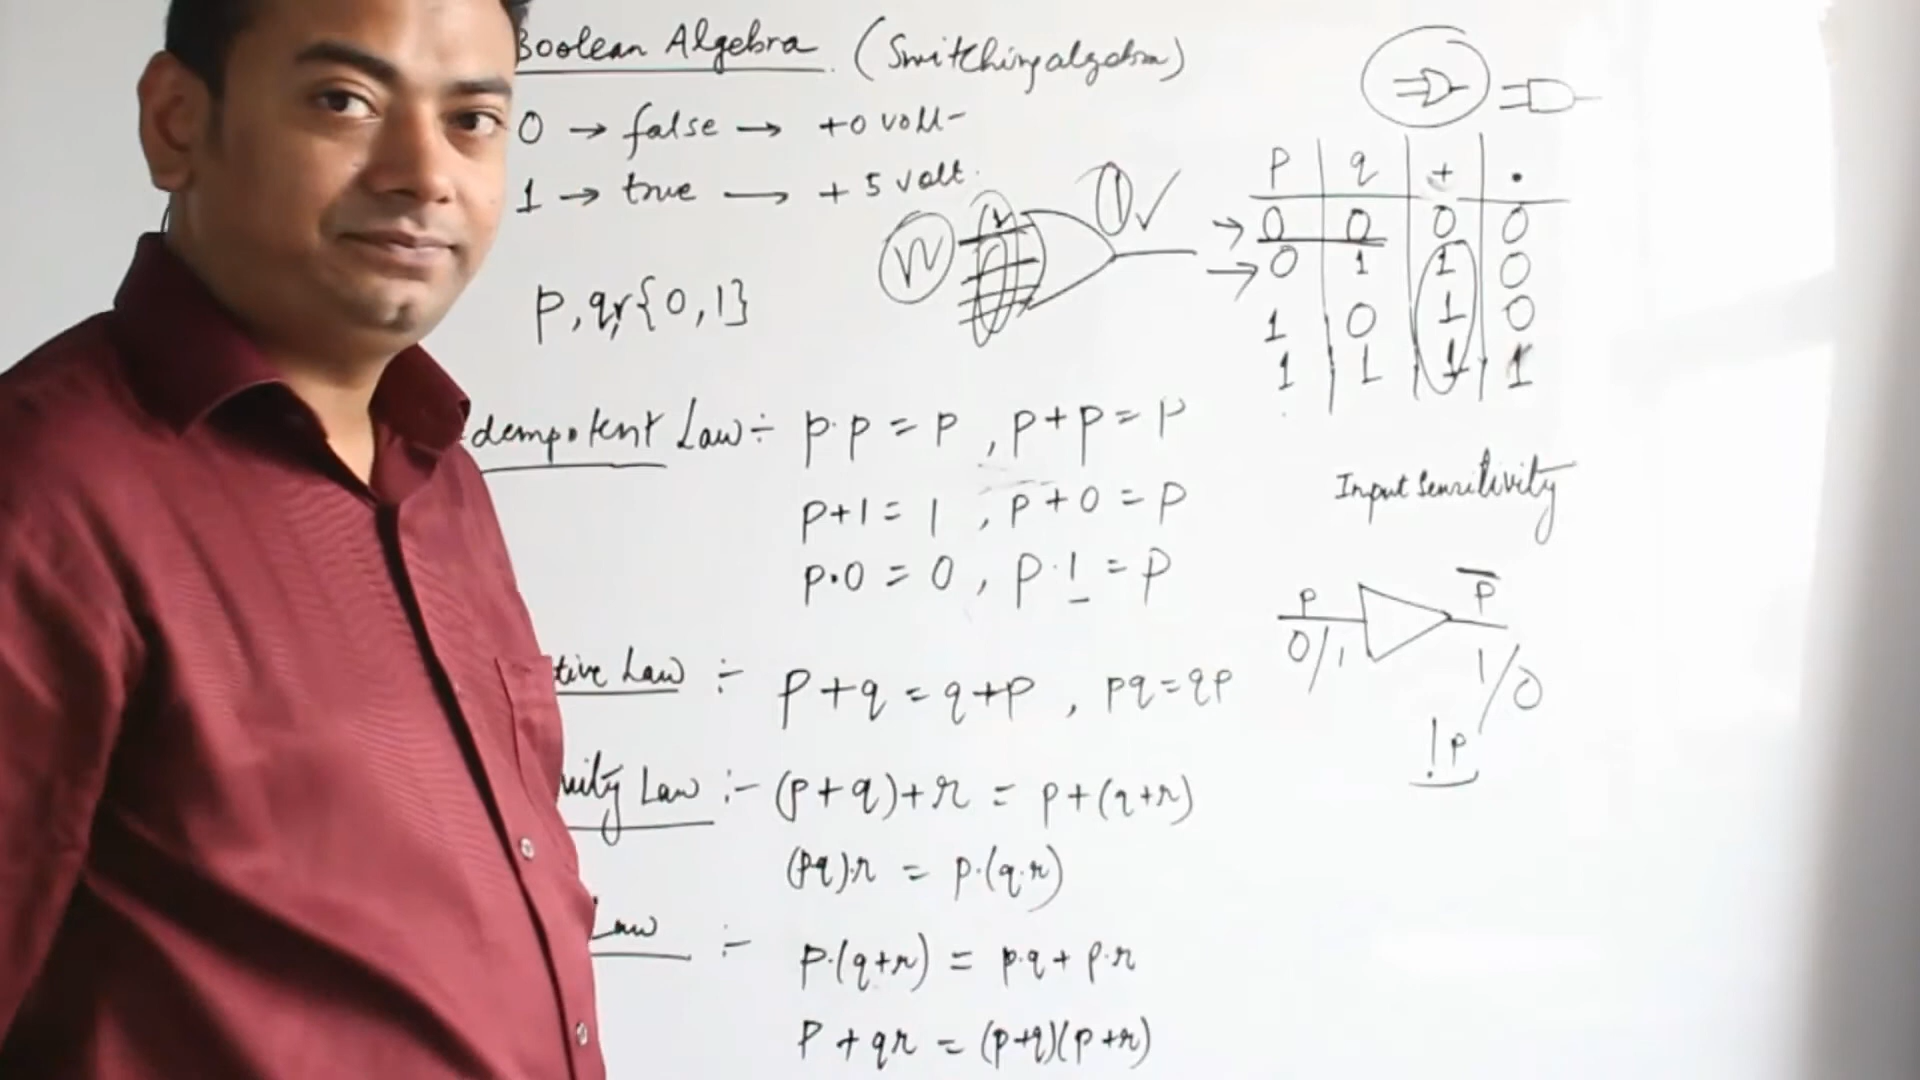 Boolean Algebra (Switching algebra)
0 → false → +0 volt
1 → true → + 5 volt
p, q, r {0,1}
N
p q + .
0 0 0 0
0 1 1 0
1 0 1 0
1 1 1 1
dempotent Law ÷ p·p = p , p+p = p
p+1 = 1 , p+0 = p
p·0 = 0 , p·1 = p
Input Sensitivity
p p̅
0/1 1/0
!p
tive Law ÷ p+q = q+p , pq = qp
Law :- (p+q)+r = p+(q+r)
(pq)·r = p·(q·r)
Law :- p·(q+r) = p·q + p·r
p + qr = (p+q)(p+r)